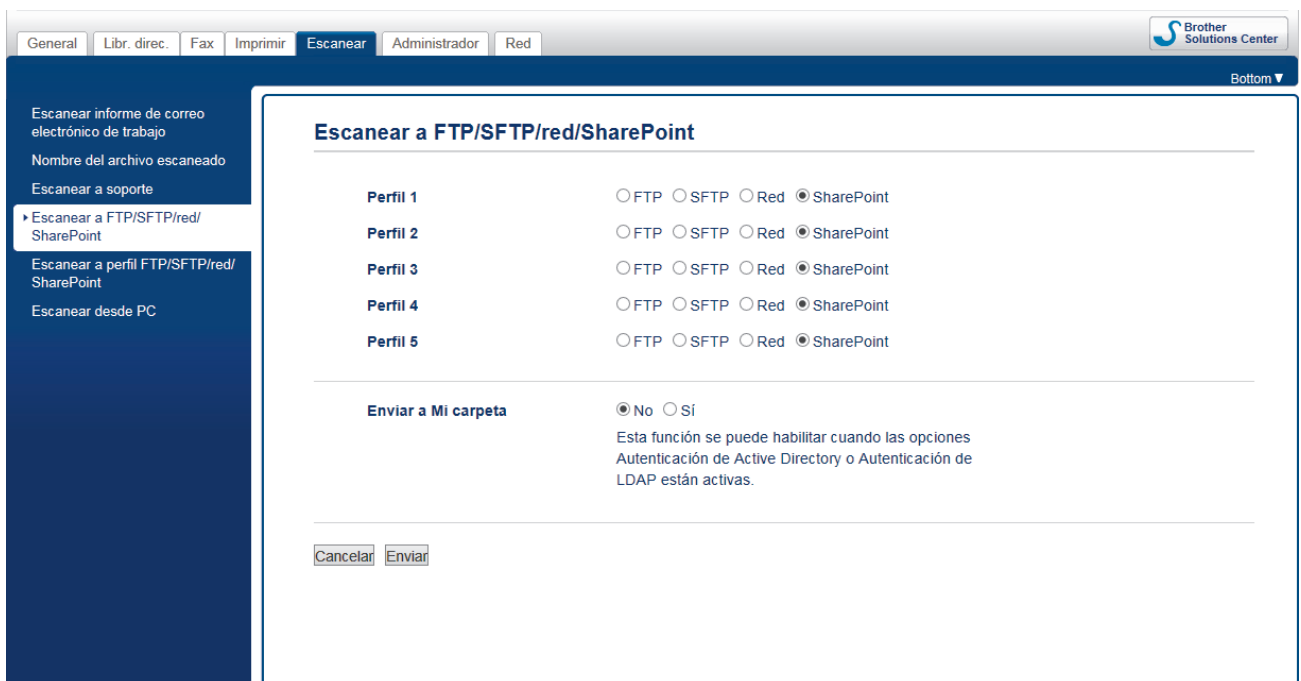 General Libr. direc. Fax Imprimir Escanear Administrador Red
Brother
Solutions Center
Bottom ▼
Escanear informe de correo
electrónico de trabajo
Nombre del archivo escaneado
Escanear a soporte
Escanear a FTP/SFTP/red/
SharePoint
Escanear a perfil FTP/SFTP/red/
SharePoint
Escanear desde PC
Escanear a FTP/SFTP/red/SharePoint
Perfil 1 FTP SFTP Red SharePoint
Perfil 2 FTP SFTP Red SharePoint
Perfil 3 FTP SFTP Red SharePoint
Perfil 4 FTP SFTP Red SharePoint
Perfil 5 FTP SFTP Red SharePoint
Enviar a Mi carpeta No Sí
Esta función se puede habilitar cuando las opciones
Autenticación de Active Directory o Autenticación de
LDAP están activas.
Cancelar Enviar